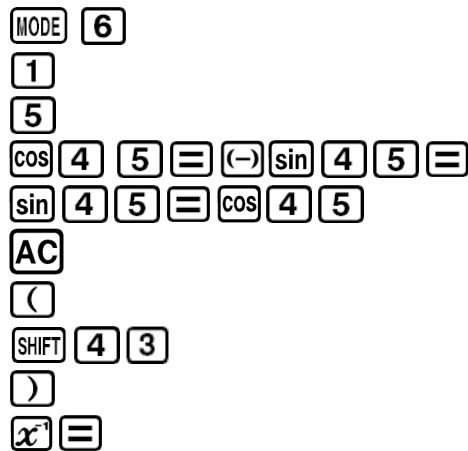 MODE 6
1
5
cos 4 5 = (−) sin 4 5 =
sin 4 5 = cos 4 5
AC
(
SHIFT 4 3
)
x⁻¹ =